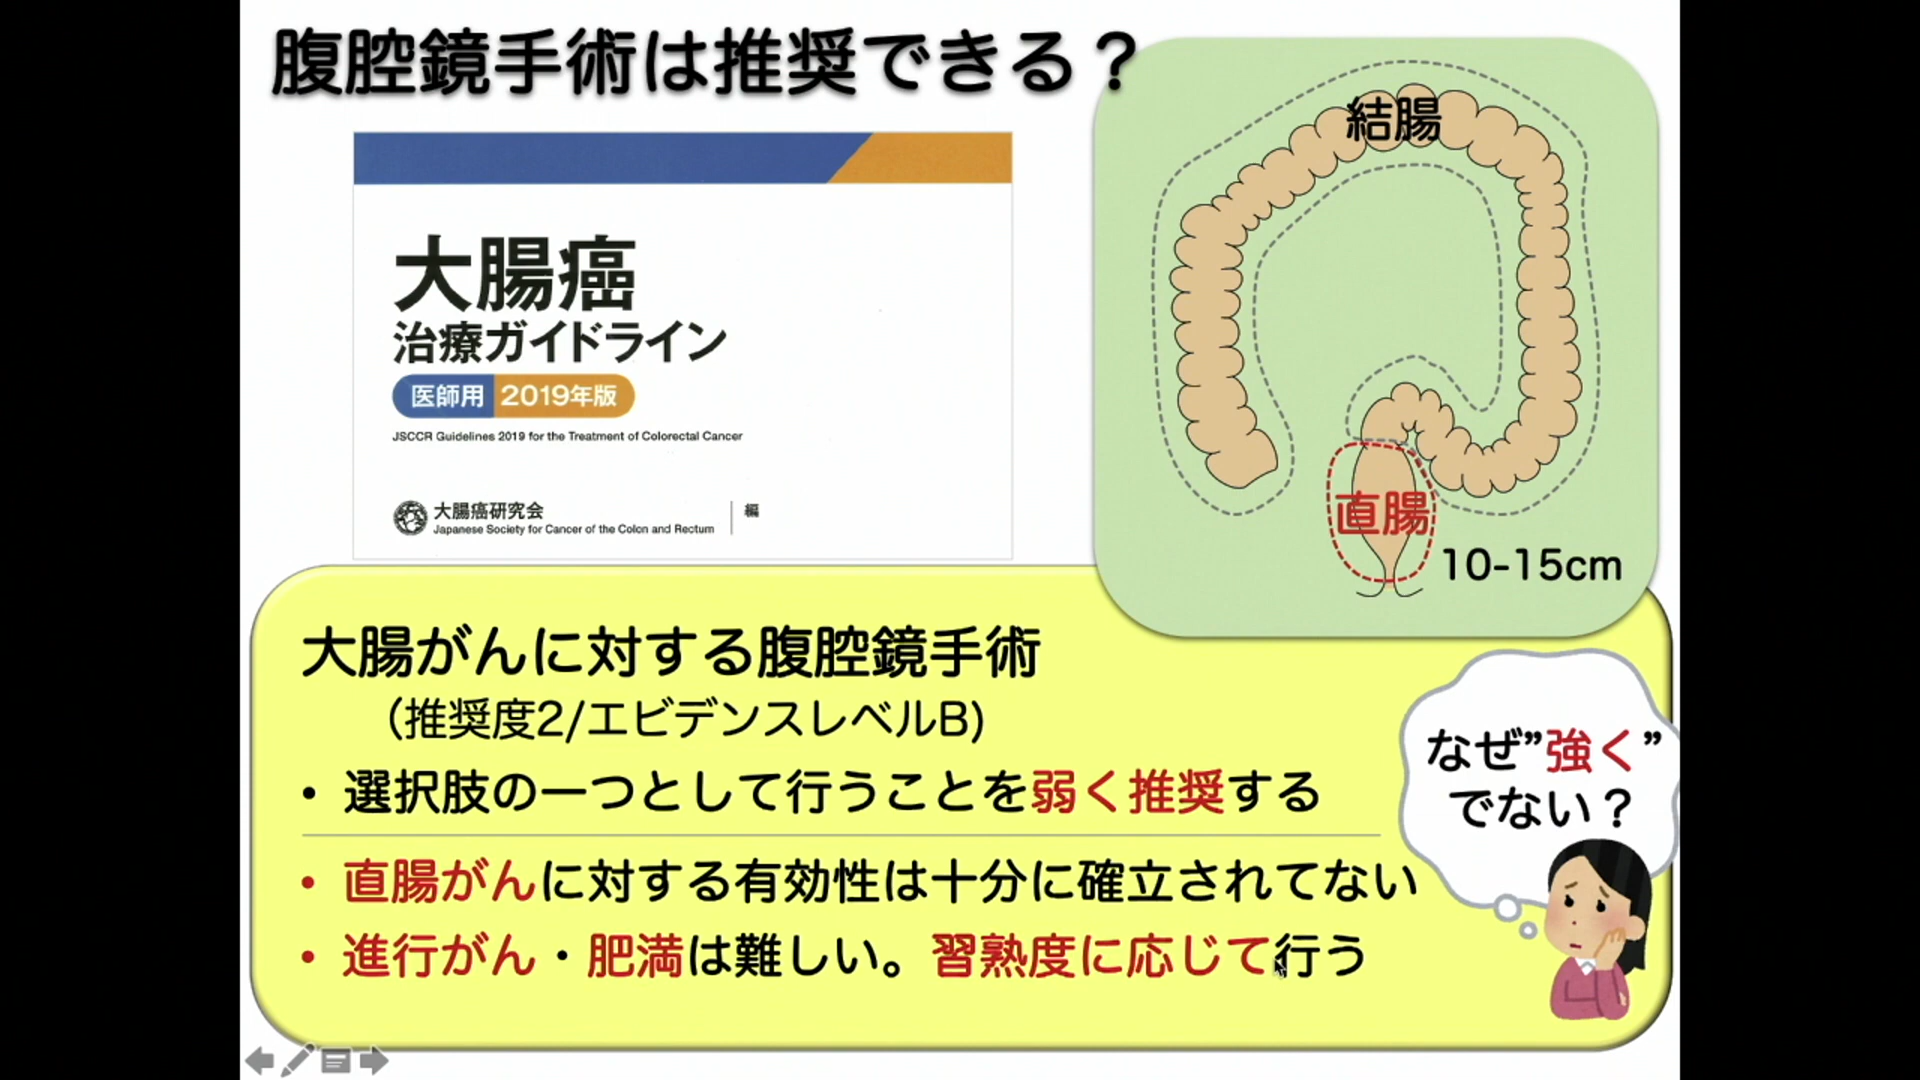 腹腔鏡手術は推奨できる？
大腸癌
治療ガイドライン
医師用 2019年版
JSCCR Guidelines 2019 for the Treatment of Colorectal Cancer
大腸癌研究会 編
Japanese Society for Cancer of the Colon and Rectum
結腸
直腸
10-15cm
大腸がんに対する腹腔鏡手術
（推奨度2/エビデンスレベルB)
• 選択肢の一つとして行うことを弱く推奨する
• 直腸がんに対する有効性は十分に確立されてない
• 進行がん・肥満は難しい。習熟度に応じて行う
なぜ”強く”
でない？